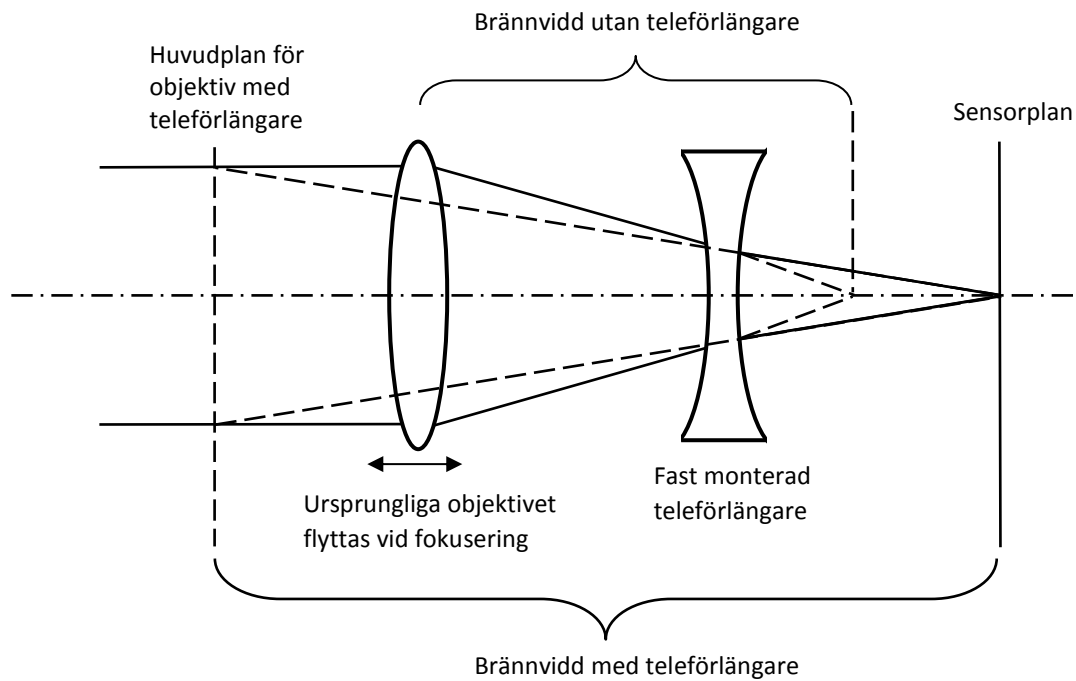 Brännvidd utan teleförlängare
Huvudplan för
objektiv med
teleförlängare
Sensorplan
Ursprungliga objektivet
flyttas vid fokusering
Fast monterad
teleförlängare
Brännvidd med teleförlängare